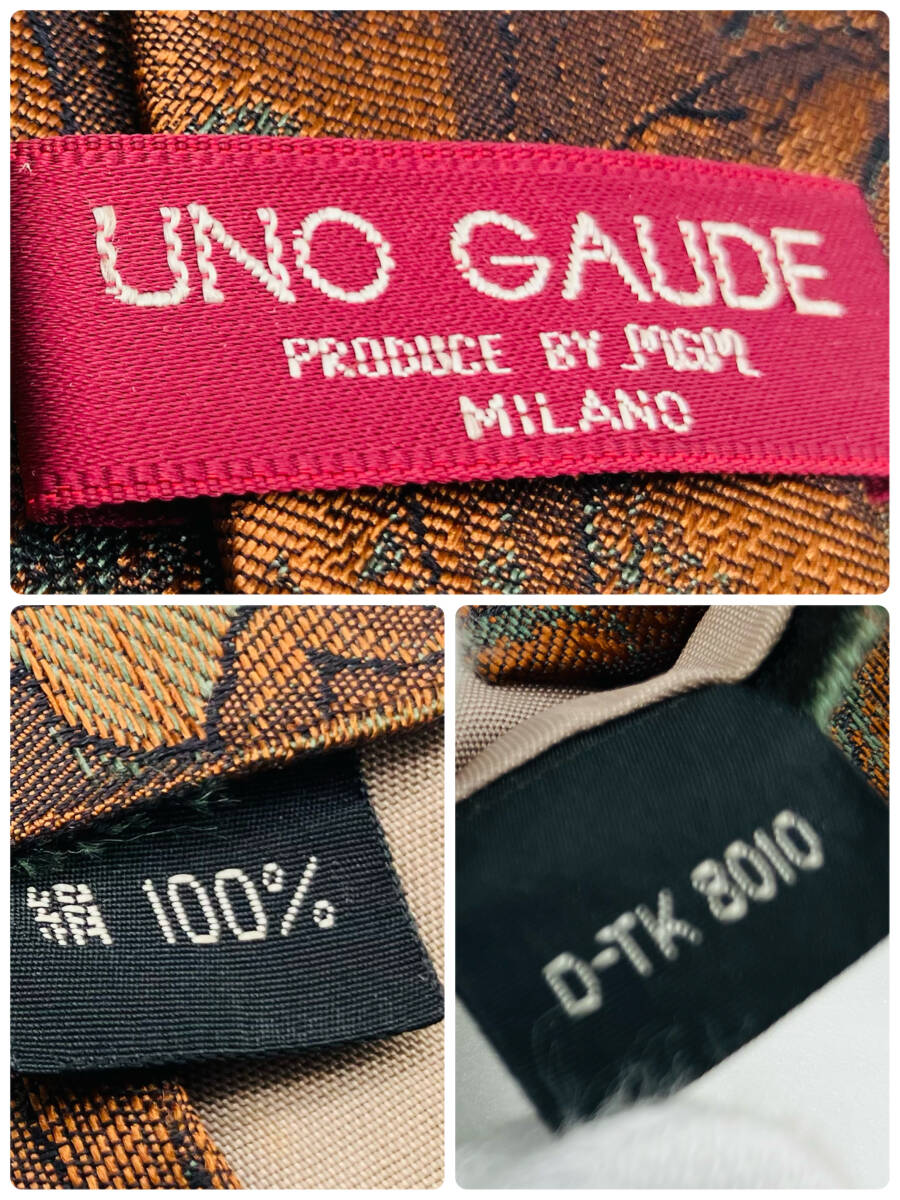 UNO GAUDE
PRODUCE BY MGM
MILANO
絹 100%
D-TK 8010